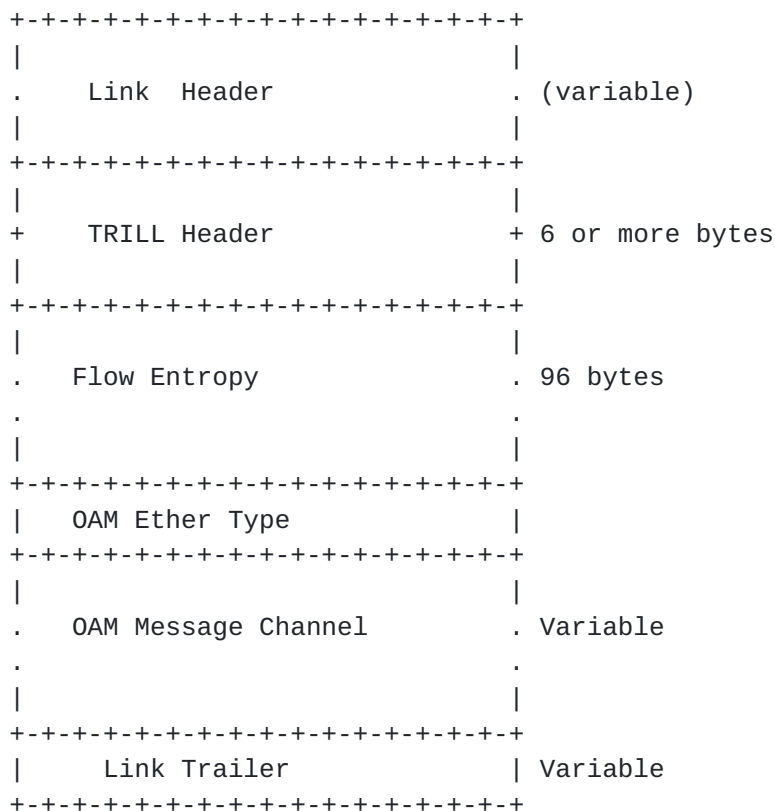 +-+-+-+-+-+-+-+-+-+-+-+-+-+-+-+-+
|                               |
.    Link  Header               . (variable)
|                               |
+-+-+-+-+-+-+-+-+-+-+-+-+-+-+-+-+
|                               |
+    TRILL Header               + 6 or more bytes
|                               |
+-+-+-+-+-+-+-+-+-+-+-+-+-+-+-+-+
|                               |
.   Flow Entropy                . 96 bytes
.                               .
|                               |
+-+-+-+-+-+-+-+-+-+-+-+-+-+-+-+-+
|   OAM Ether Type              |
+-+-+-+-+-+-+-+-+-+-+-+-+-+-+-+-+
|                               |
.   OAM Message Channel         . Variable
.                               .
|                               |
+-+-+-+-+-+-+-+-+-+-+-+-+-+-+-+-+
|     Link Trailer              | Variable
+-+-+-+-+-+-+-+-+-+-+-+-+-+-+-+-+